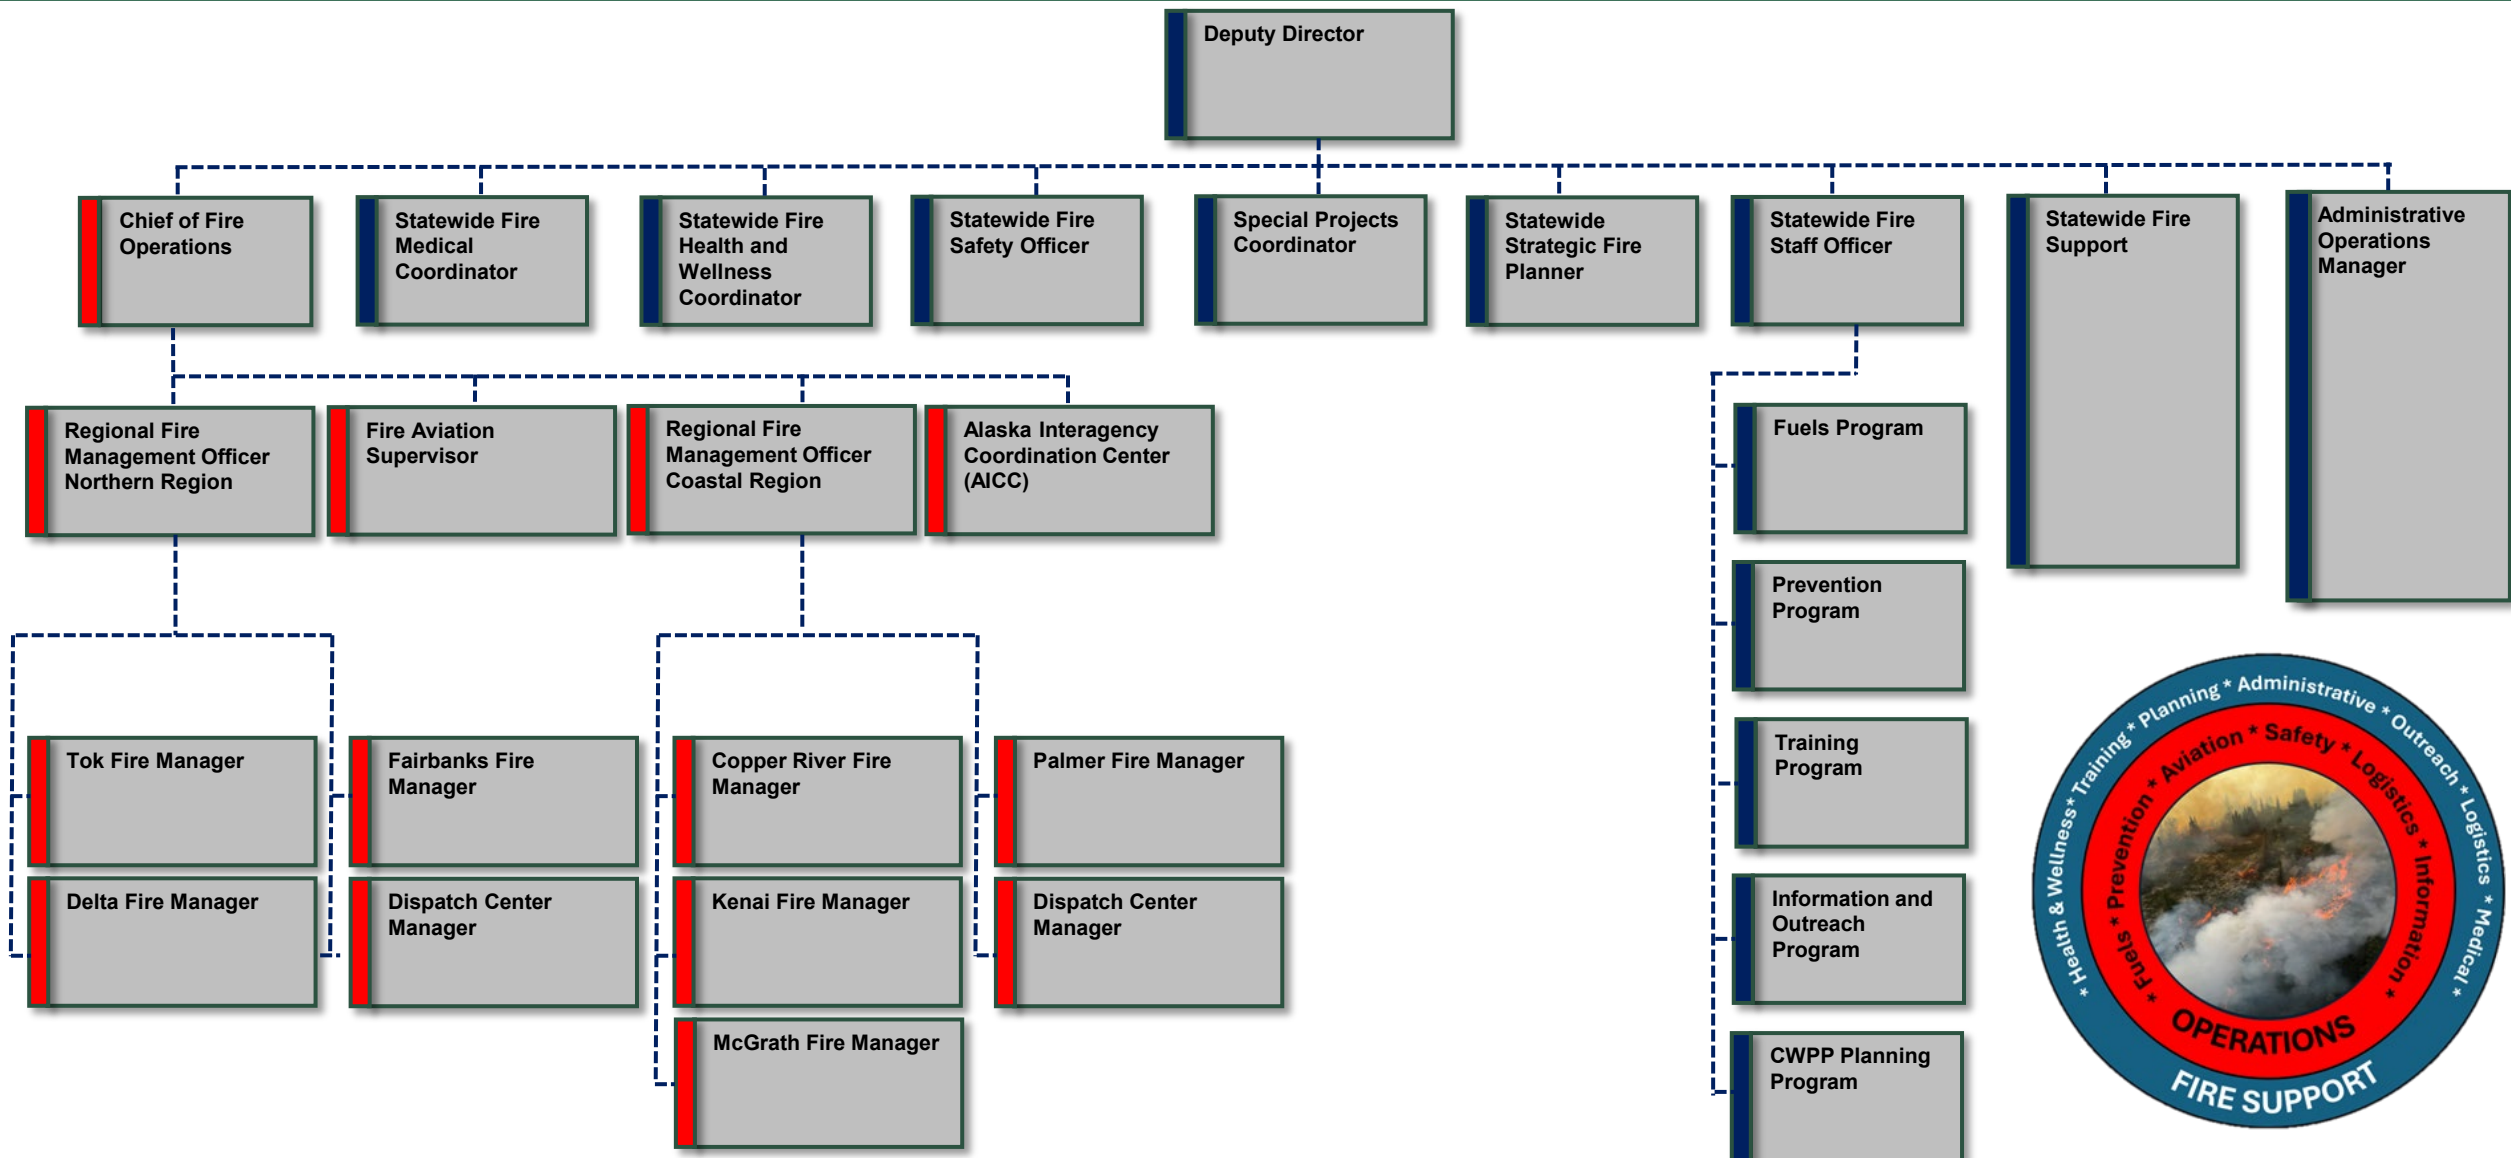 Deputy Director
Chief of Fire
Operations
Statewide Fire
Medical
Coordinator
Statewide Fire
Health and
Wellness
Coordinator
Statewide Fire
Safety Officer
Special Projects
Coordinator
Statewide
Strategic Fire
Planner
Statewide Fire
Staff Officer
Statewide Fire
Support
Administrative
Operations
Manager
Regional Fire
Management Officer
Northern Region
Fire Aviation
Supervisor
Regional Fire
Management Officer
Coastal Region
Alaska Interagency
Coordination Center
(AICC)
Fuels Program
Prevention
Program
Training
Program
Information and
Outreach
Program
CWPP Planning
Program
Tok Fire Manager
Fairbanks Fire
Manager
Copper River Fire
Manager
Palmer Fire Manager
Delta Fire Manager
Dispatch Center
Manager
Kenai Fire Manager
Dispatch Center
Manager
McGrath Fire Manager
* Health & Wellness * Training * Planning * Administrative * Outreach * Logistics * Medical *
* Fuels * Prevention * Aviation * Safety * Logistics * Information *
OPERATIONS
FIRE SUPPORT